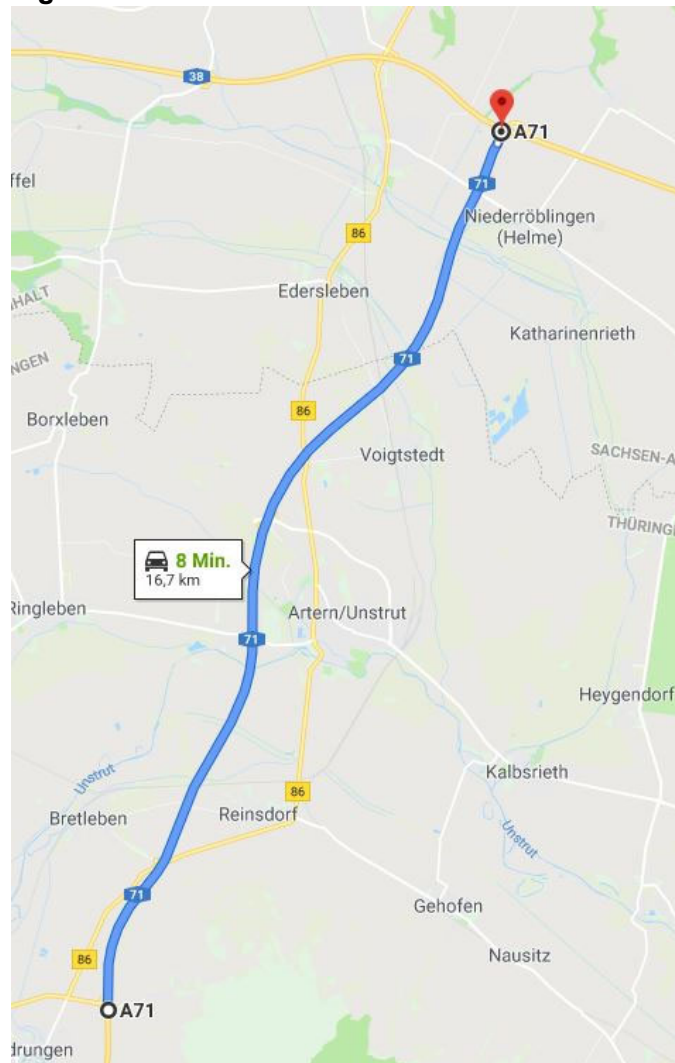 38
A71
71
ffel
Niederröblingen
(Helme)
86
Edersleben
HALT
NGEN
71
Katharinenrieth
86
Borxleben
Voigtstedt
SACHSEN-A
THÜRING
8 Min.
16,7 km
Ringleben
Artern/Unstrut
71
Heygendorf
Unstrut
Kalbsrieth
86
Bretleben
Reinsdorf
Unstrut
71
Gehofen
86
Nausitz
A71
drungen